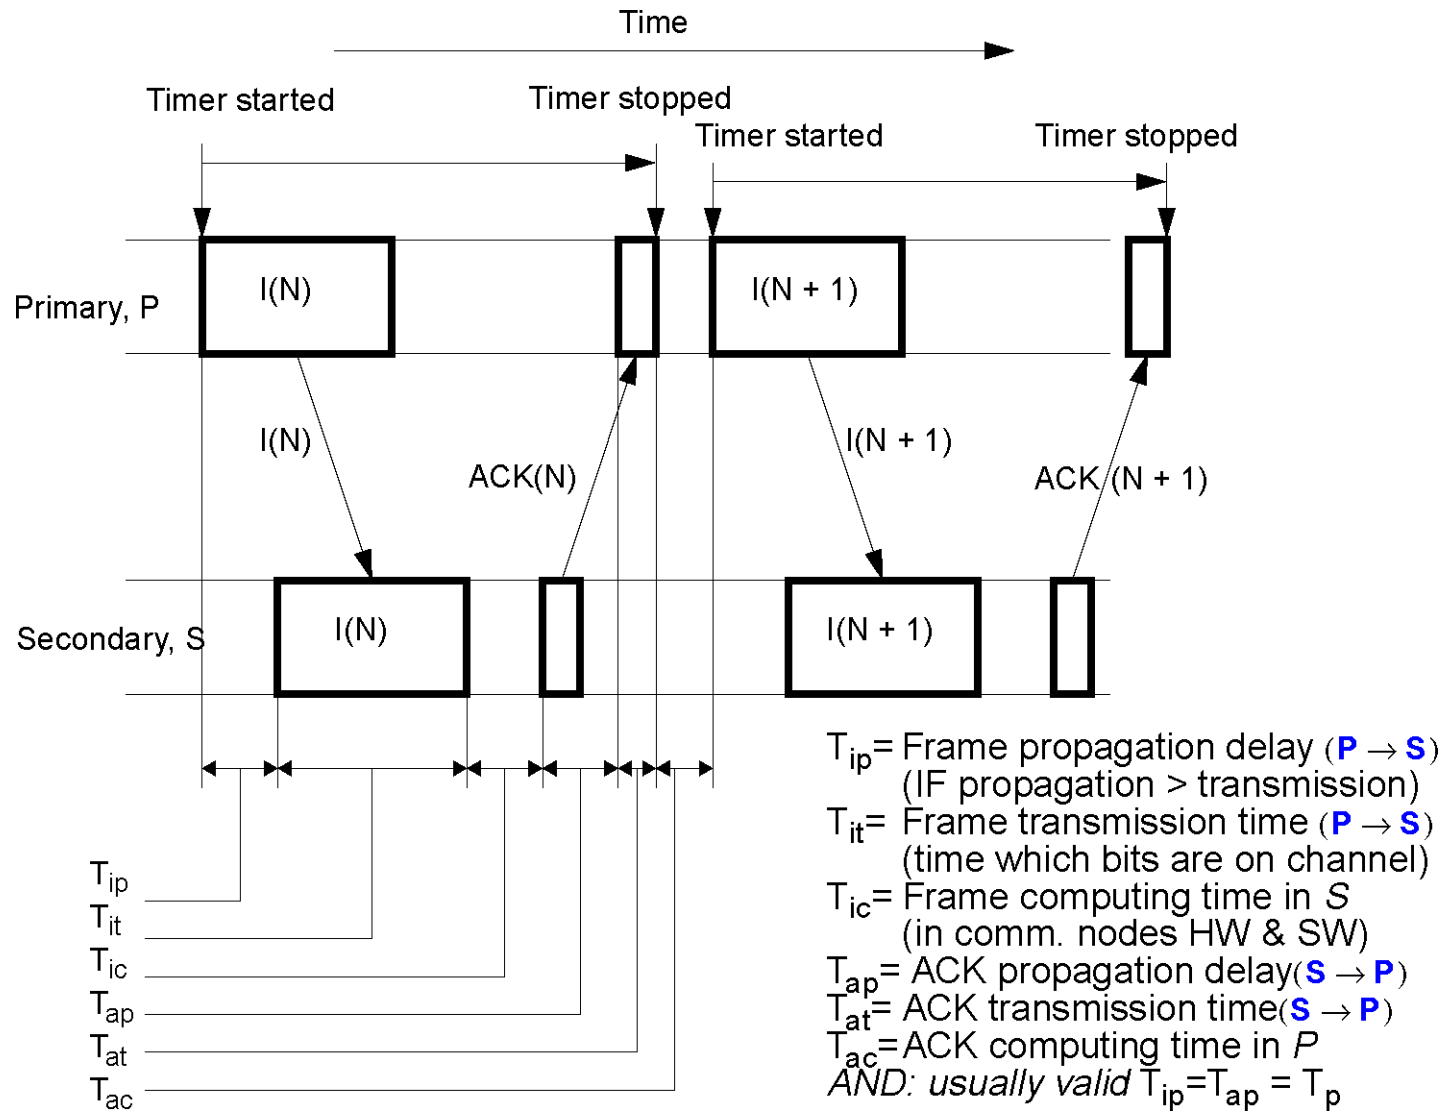 Time
Timer started
Timer stopped
Timer started
Timer stopped
Primary, P
I(N)
I(N + 1)
I(N)
ACK(N)
I(N + 1)
ACK (N + 1)
Secondary, S
I(N)
I(N + 1)
Tip
Tit
Tic
Tap
Tat
Tac
Tip= Frame propagation delay (P → S)
(IF propagation > transmission)
Tit= Frame transmission time (P → S)
(time which bits are on channel)
Tic= Frame computing time in S
(in comm. nodes HW & SW)
Tap= ACK propagation delay(S → P)
Tat= ACK transmission time(S → P)
Tac=ACK computing time in P
AND: usually valid Tip=Tap = Tp